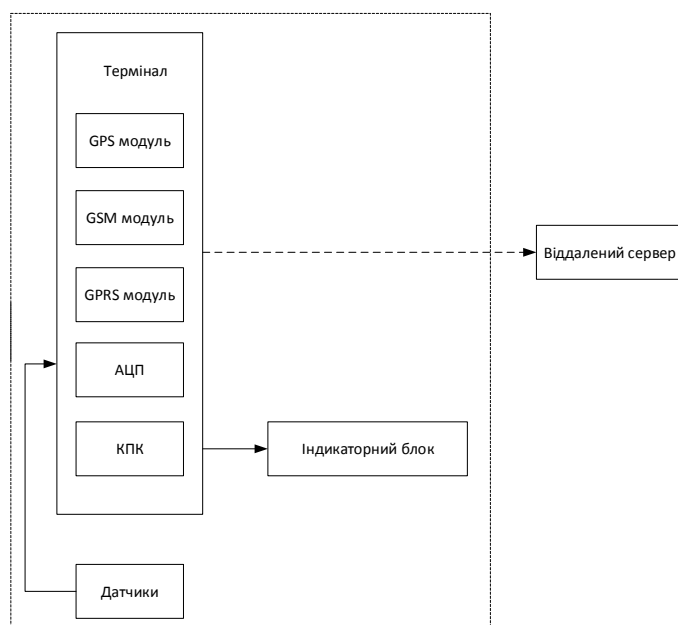 Термінал
GPS модуль
GSM модуль
GPRS модуль
АЦП
КПК
Датчики
Індикаторний блок
Віддалений сервер